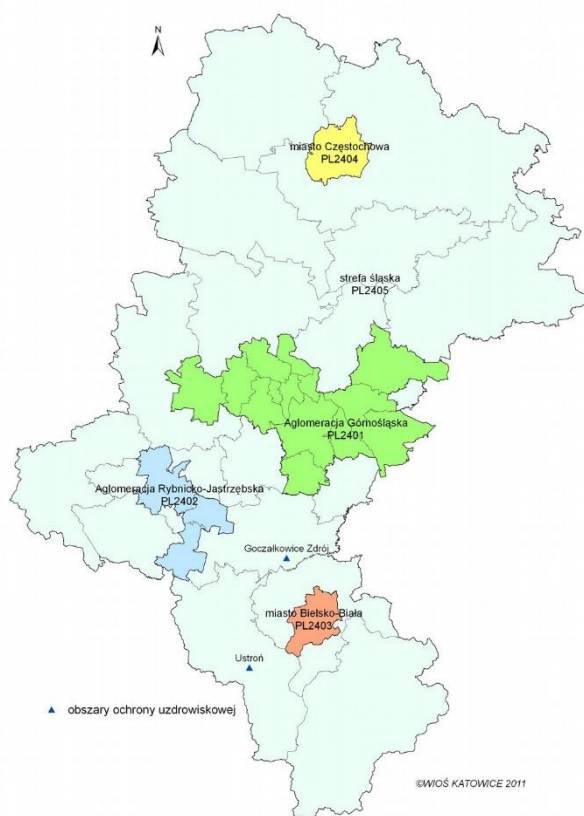 N
miasto Częstochowa
PL2404
strefa śląska
PL2405
Aglomeracja Górnośląska
PL2401
Aglomeracja Rybnicko-Jastrzębska
PL2402
Goczałkowice Zdrój
miasto Bielsko-Biała
PL2403
Ustroń
obszary ochrony uzdrowiskowej
©WIOŚ KATOWICE 2011